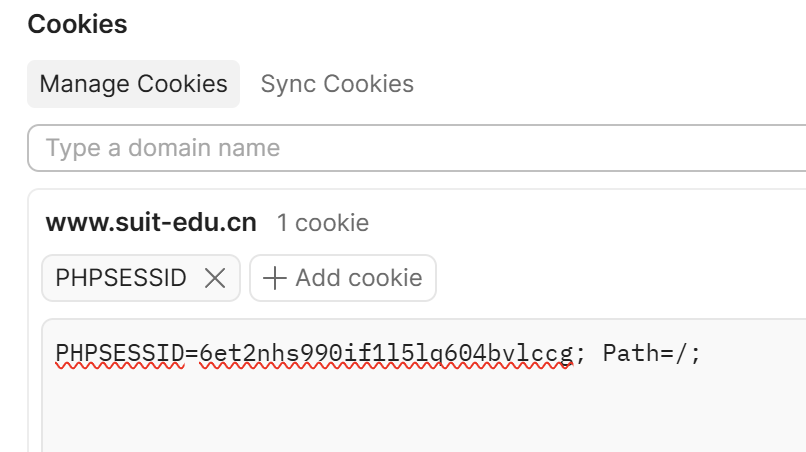 Cookies
Manage Cookies Sync Cookies
Type a domain name
www.suit-edu.cn 1 cookie
PHPSESSID Add cookie
PHPSESSID=6et2nhs990if1l5lq604bvlccg; Path=/;